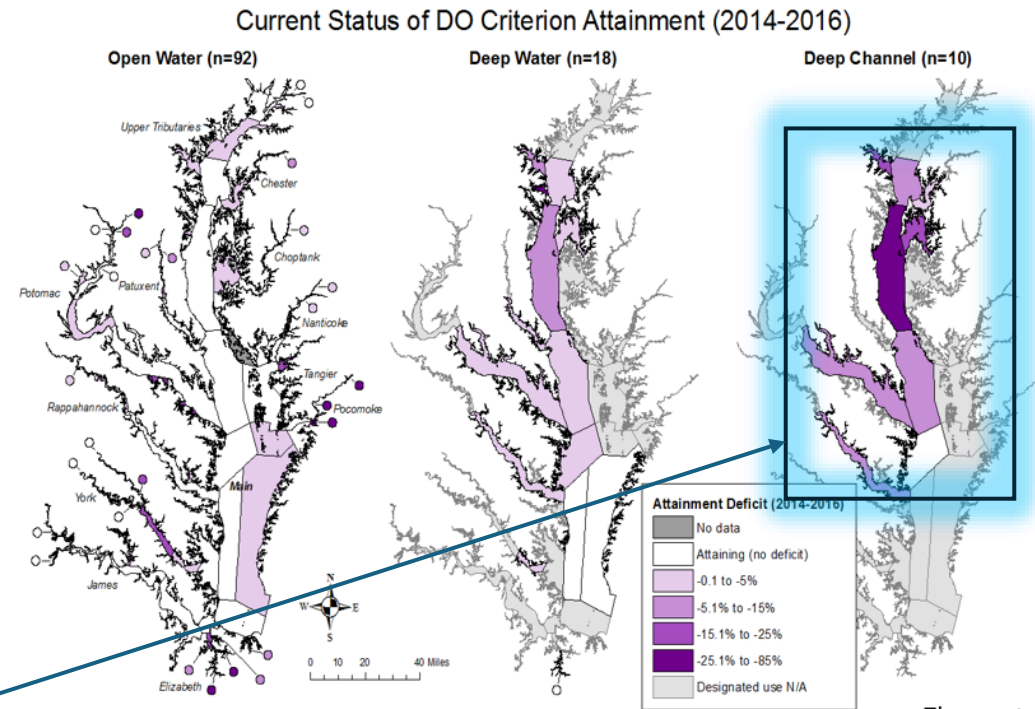 Current Status of DO Criterion Attainment (2014-2016)
Open Water (n=92)
Deep Water (n=18)
Deep Channel (n=10)
Upper Tributaries
Chester
Choptank
Potomac
Patuxent
Nanticoke
Tangier
Rappahannock
Pocomoke
Main
York
James
Elizabeth
N
W
E
S
0 10 20 40 Miles
Attainment Deficit (2014-2016)
No data
Attaining (no deficit)
-0.1 to -5%
-5.1% to -15%
-15.1% to -25%
-25.1% to -85%
Designated use N/A